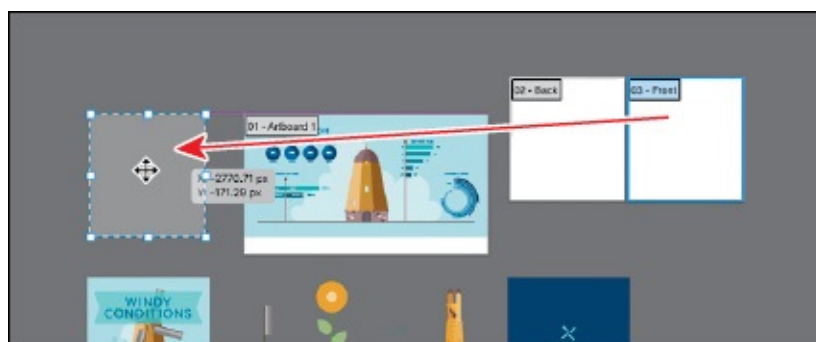 02 - Back
03 - Front
01 - Artboard 1
X: -2770.71 px
Y: -171.29 px
WINDY
CONDITIONS